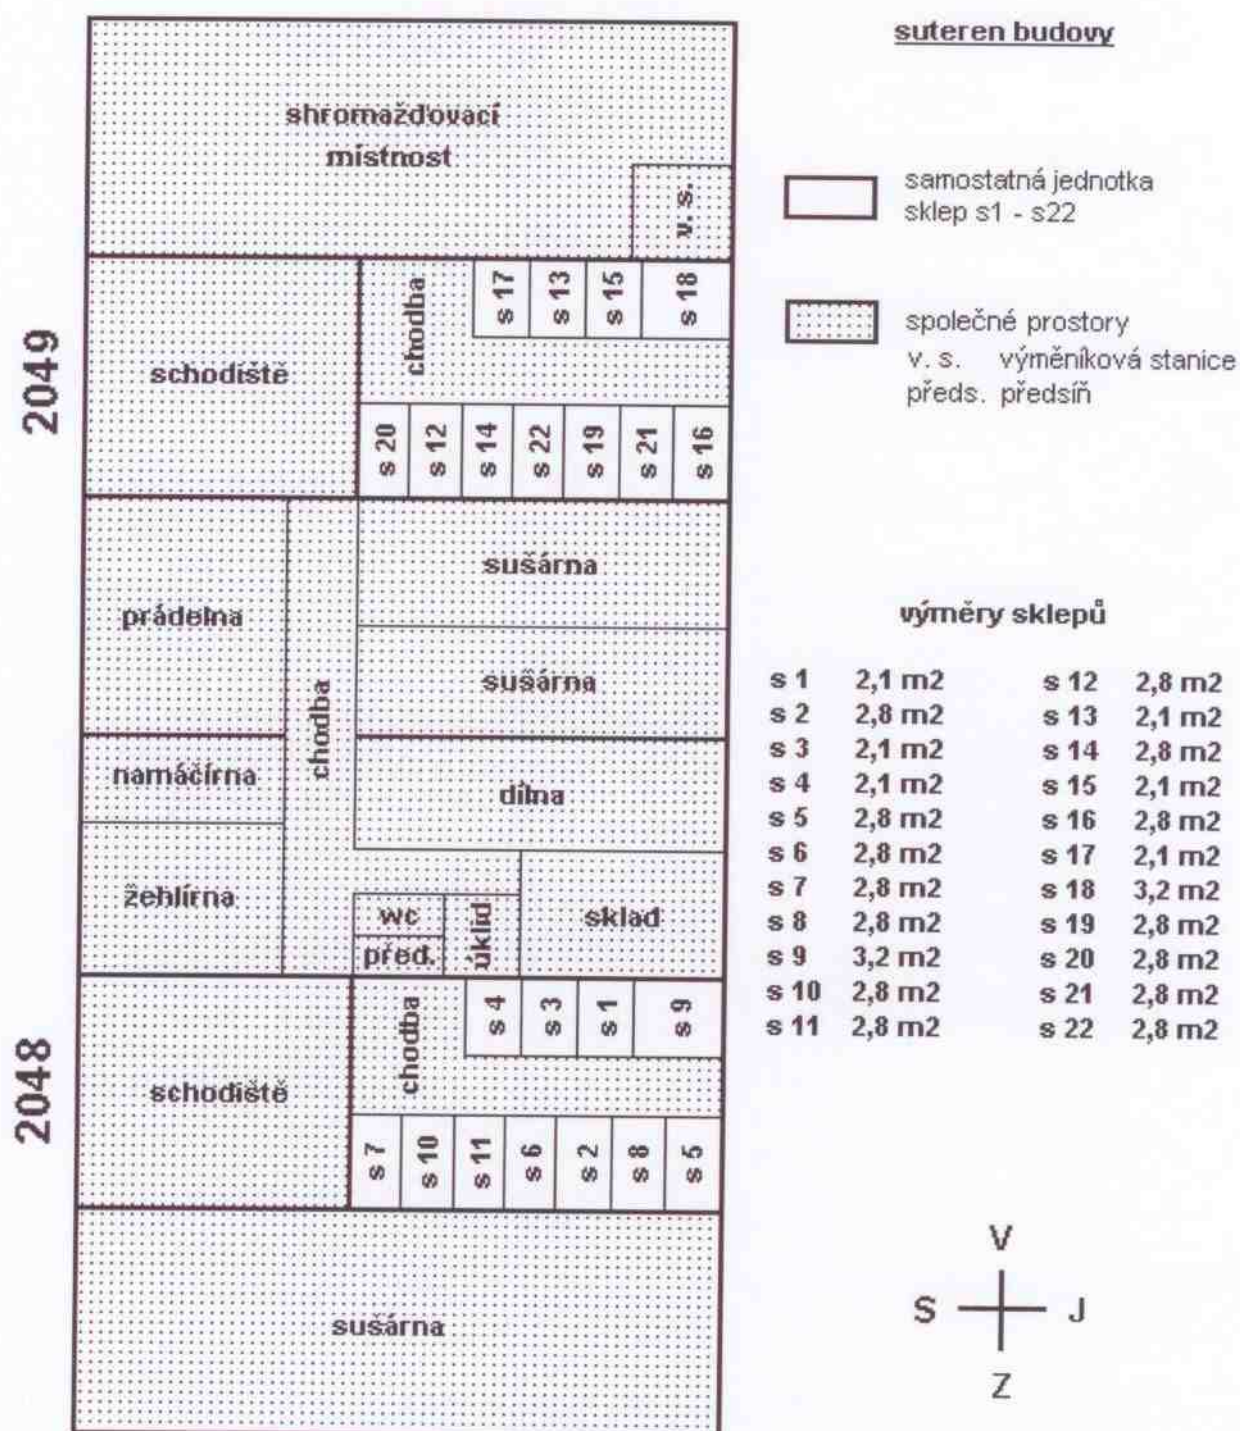 suteren budovy
shromažďovací
místnost
v. s.
samostatná jednotka
sklep s1 - s22
společné prostory
v. s. výměníková stanice
předs. předsíň
2049
schodiště
chodba
s 17
s 13
s 15
s 18
s 20
s 12
s 14
s 22
s 19
s 21
s 16
prádelna
chodba
sušárna
sušárna
namáčírna
dílna
žehlírna
wc
před.
úklid
sklad
výměry sklepů
s 1 2,1 m2 s 12 2,8 m2
s 2 2,8 m2 s 13 2,1 m2
s 3 2,1 m2 s 14 2,8 m2
s 4 2,1 m2 s 15 2,1 m2
s 5 2,8 m2 s 16 2,8 m2
s 6 2,8 m2 s 17 2,1 m2
s 7 2,8 m2 s 18 3,2 m2
s 8 2,8 m2 s 19 2,8 m2
s 9 3,2 m2 s 20 2,8 m2
s 10 2,8 m2 s 21 2,8 m2
s 11 2,8 m2 s 22 2,8 m2
2048
schodiště
chodba
s 4
s 3
s 1
s 9
s 7
s 10
s 11
s 6
s 2
s 8
s 5
sušárna
V
S J
Z